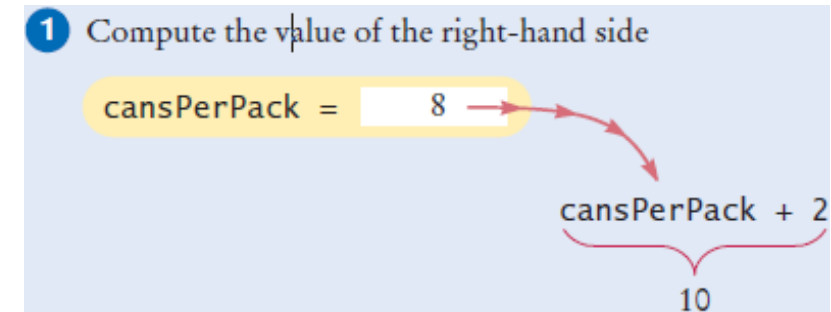 1 Compute the value of the right-hand side
cansPerPack = 8
cansPerPack + 2
10